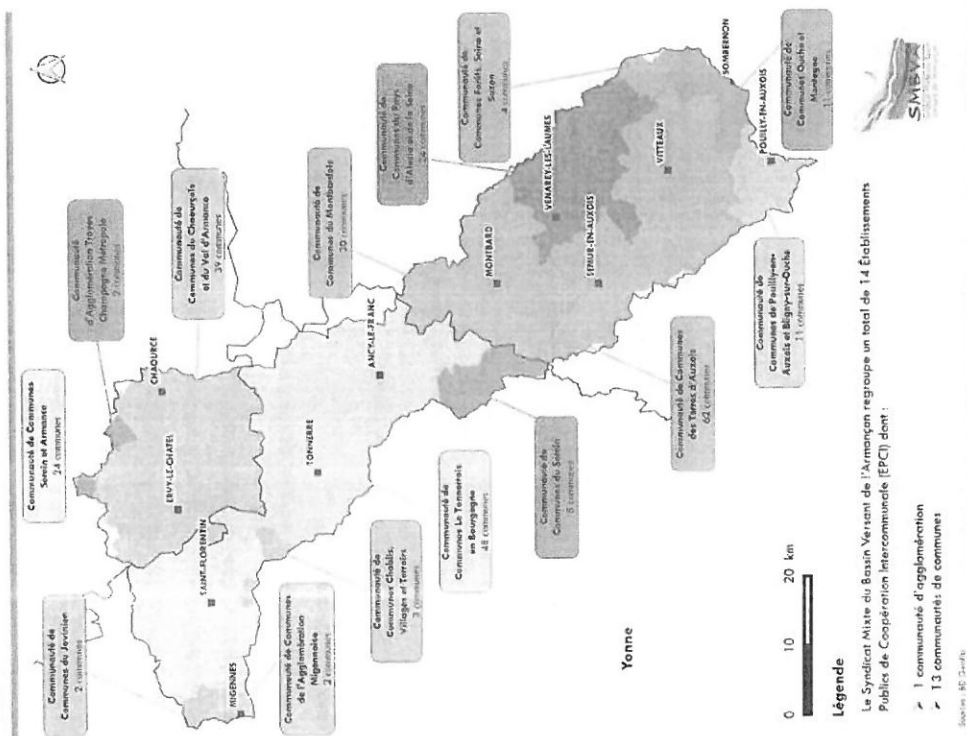 Communauté
d'Agglomération Troyes
Champagne Métropole
2 communes
Communauté de
Communes du Chaourçois
et du Val d'Armance
39 communes
Communauté de
Communes du Montbardois
30 communes
Communauté de
Communes du Pays
d'Alésia et de la Seine
24 communes
Communauté de
Communes Forêts, Seine et
Suzon
4 communes
Communauté de Communes
Serein et Armance
24 communes
CHAOURCE
ERVY-LE-CHATEL
SAINT-FLORENTIN
MIGENNES
TONNERRE
ANCY-LE-FRANC
MONTBARD
VENAREY-LES-LAUMES
SEMUR-EN-AUXOIS
VITTEAUX
SOMBERNON
POUILLY-EN-AUXOIS
Communauté de
Communes du Jovinien
2 communes
Communauté de Communes
de l'Agglomération
Migennoise
2 communes
Communauté de
Communes Chablis,
Villages et Terroirs
Communauté de
Communes Le Tonnerrois
en Bourgogne
48 communes
Communauté de
Communes du Serein
Communauté de Communes
des Terres d'Auxois
62 communes
Communauté de
Communes de Pouilly-en-
Auxois et Bligny-sur-Ouche
11 communes
Communauté de
Communes Ouche et
Montagne
11 communes
Yonne
0 10 20 km
Légende
Le Syndicat Mixte du Bassin Versant de l'Armançon regroupe un total de 14 Établissements
Publics de Coopération Intercommunale (EPCI) dont :
➢ 1 communauté d'agglomération
➢ 13 communautés de communes
SMBVA